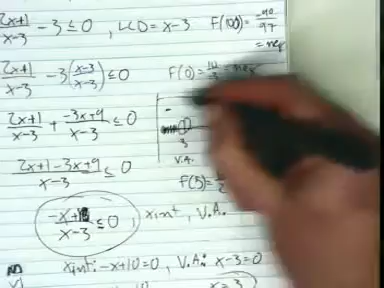 2x+1/x-3 - 3 ≤ 0, LCD = x-3 F(100) = -90/97
= neg
2x+1/x-3 - 3(x-3/x-3) ≤ 0 F(0) = 10/-3 = neg
2x+1/x-3 + -3x+9/x-3 ≤ 0
3
V.A.
2x+1-3x+9/x-3 ≤ 0 F(5) =
-x+10/x-3 ≤ 0, xint, V.A.
xint: -x+10=0, V.A: x-3=0
x=3